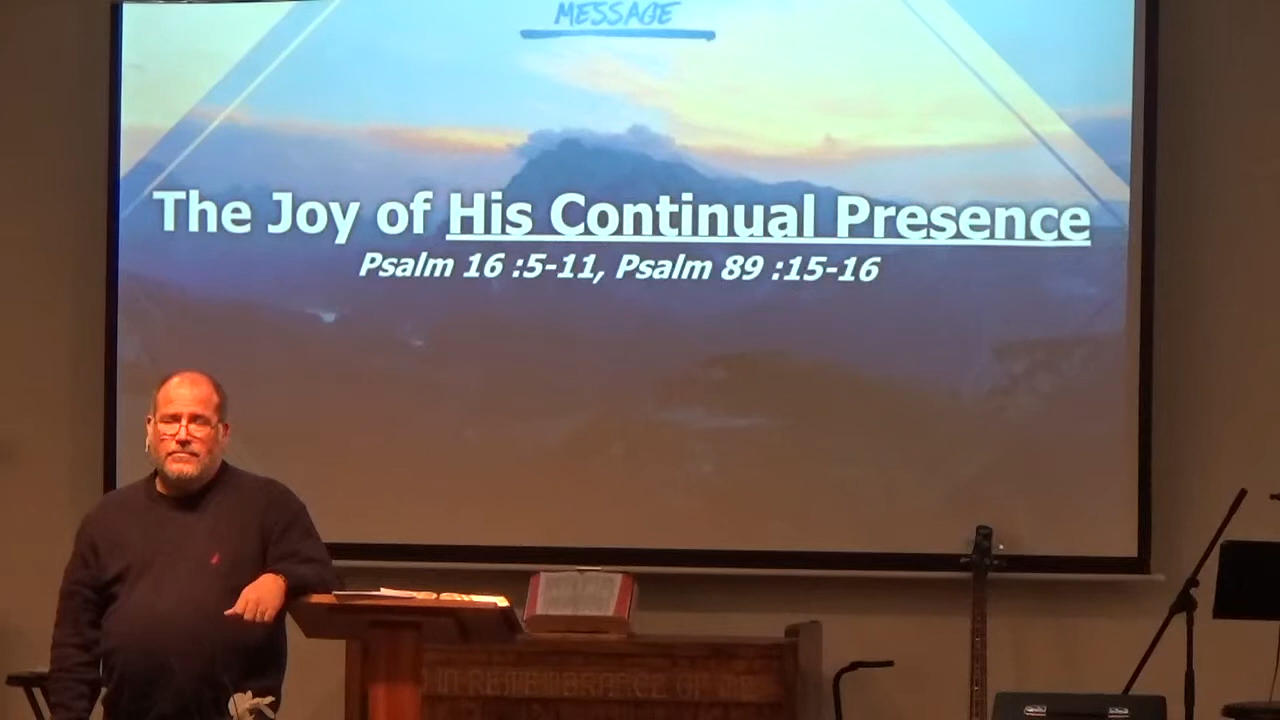 MESSAGE
The Joy of His Continual Presence
Psalm 16 :5-11, Psalm 89 :15-16
IN REMEMBRANCE OF ME